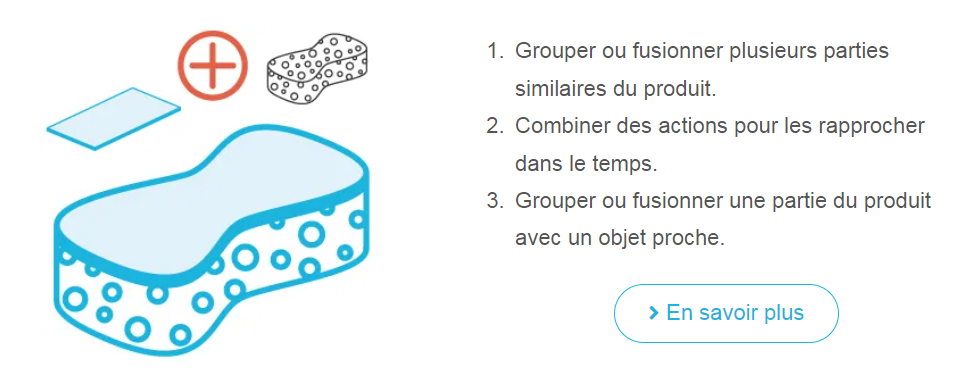 1. Grouper ou fusionner plusieurs parties
similaires du produit.
2. Combiner des actions pour les rapprocher
dans le temps.
3. Grouper ou fusionner une partie du produit
avec un objet proche.
> En savoir plus